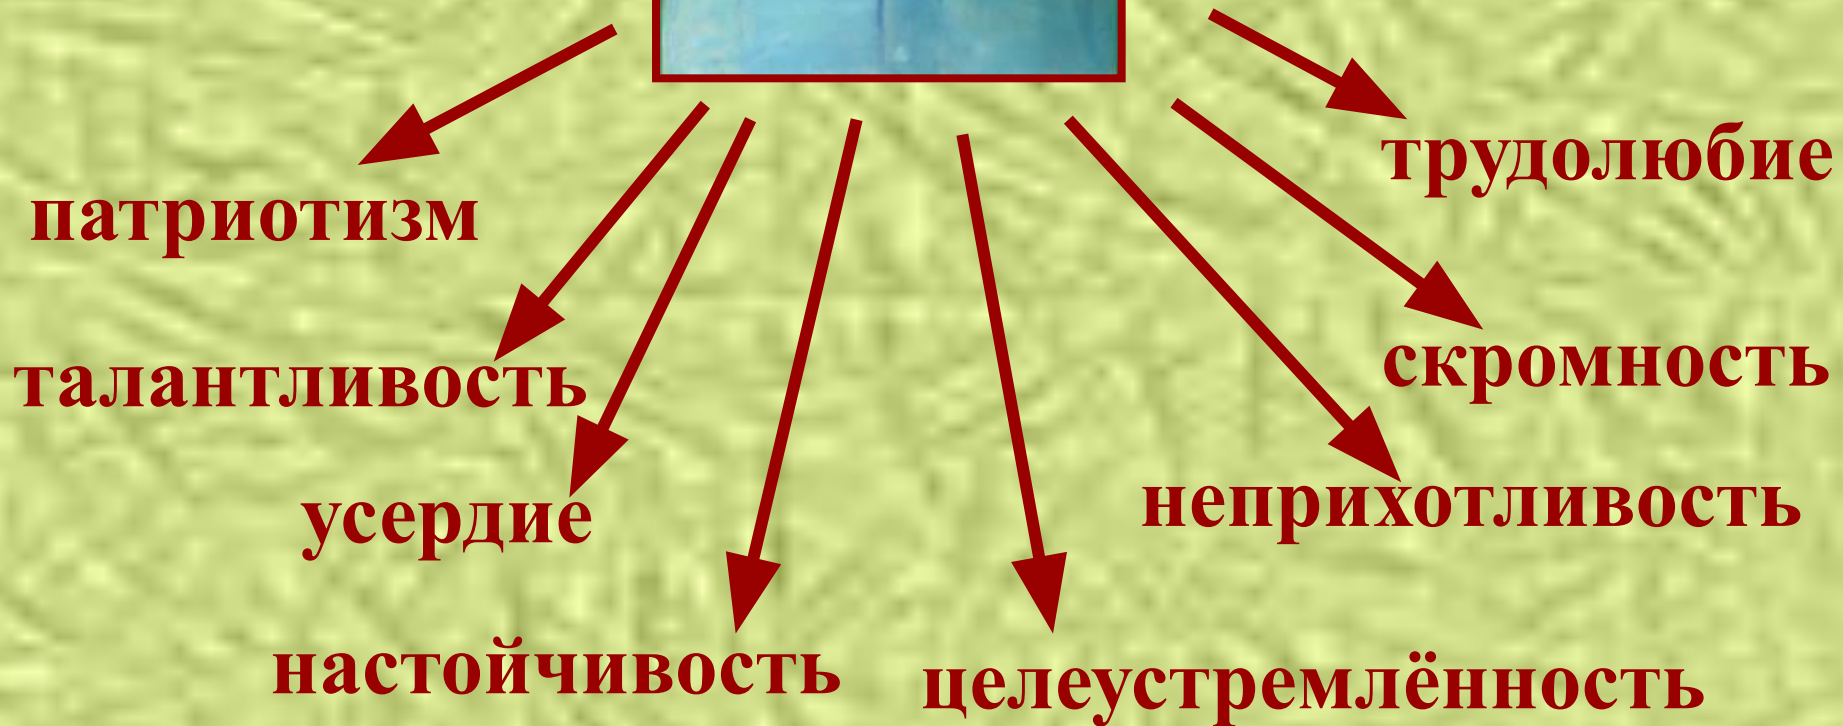 трудолюбие
патриотизм
скромность
талантливость
неприхотливость
усердие
настойчивость
целеустремлённость